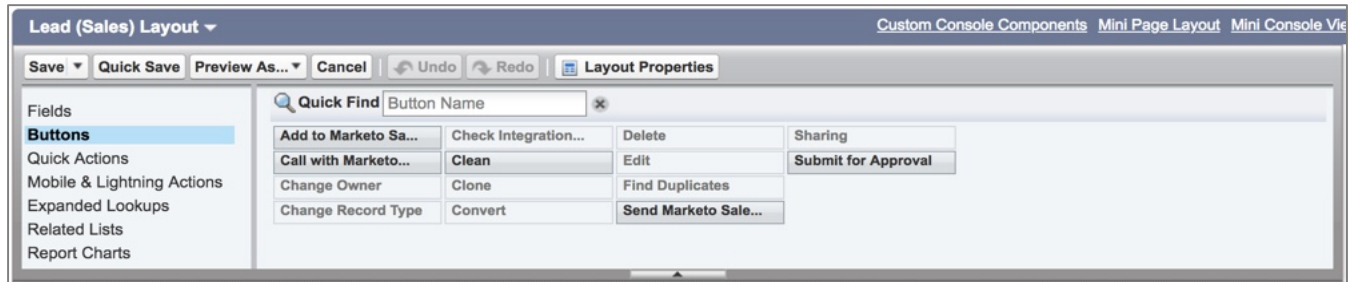 Lead (Sales) Layout Custom Console Components Mini Page Layout Mini Console Vie
Save Quick Save Preview As... Cancel Undo Redo Layout Properties
Fields
Buttons
Quick Actions
Mobile & Lightning Actions
Expanded Lookups
Related Lists
Report Charts
Quick Find Button Name
Add to Marketo Sa... Check Integration... Delete Sharing
Call with Marketo... Clean Edit Submit for Approval
Change Owner Clone Find Duplicates
Change Record Type Convert Send Marketo Sale...